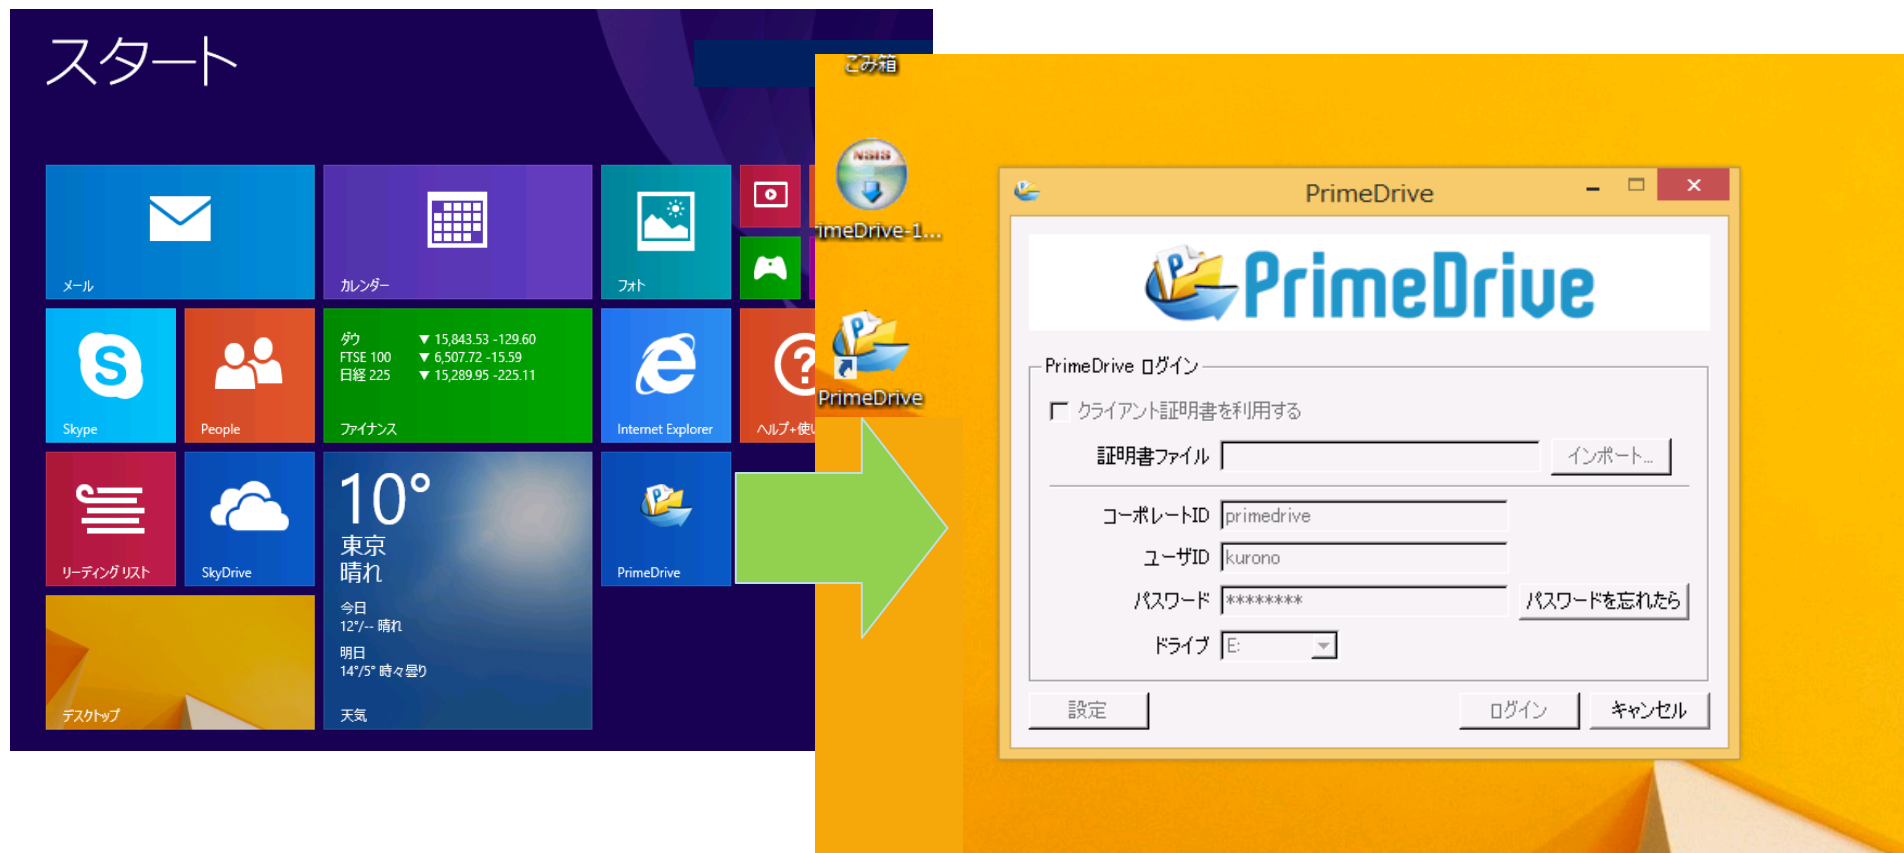 スタート
メール
カレンダー
フォト
Skype
People
ダウ ▼ 15,843.53 -129.60
FTSE 100 ▼ 6,507.72 -15.59
日経 225 ▼ 15,289.95 -225.11
ファイナンス
Internet Explorer
ヘルプ+使い
リーディング リスト
SkyDrive
10°
東京
晴れ
今日
12°/-- 晴れ
明日
14°/5° 時々曇り
天気
PrimeDrive
デスクトップ
ごみ箱
NSIS
rimeDrive-1...
PrimeDrive
PrimeDrive
PrimeDrive
PrimeDrive ログイン
クライアント証明書を利用する
証明書ファイル
インポート...
コーポレートID primedrive
ユーザID kurono
パスワード ********
パスワードを忘れたら
ドライブ E:
設定
ログイン
キャンセル